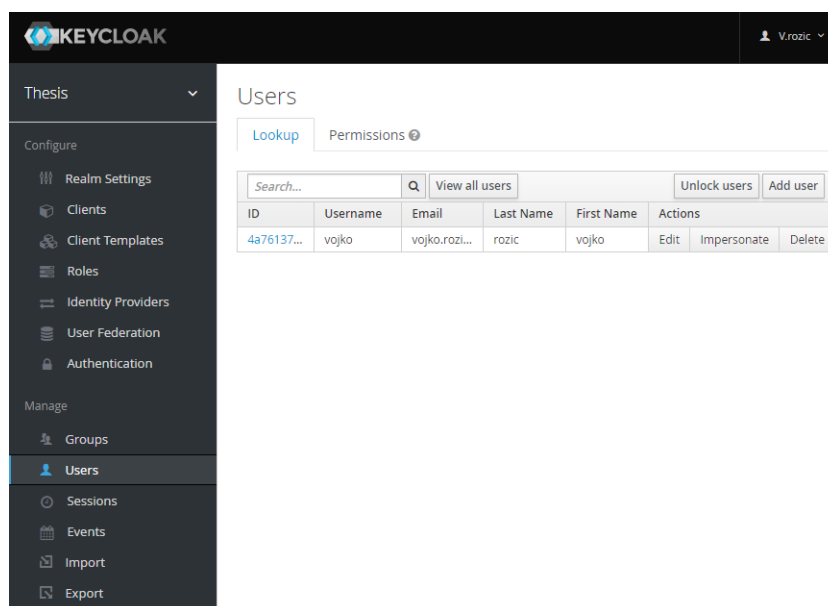 KEYCLOAK
V.rozic
Thesis
Configure
Realm Settings
Clients
Client Templates
Roles
Identity Providers
User Federation
Authentication
Manage
Groups
Users
Sessions
Events
Import
Export
Users
Lookup Permissions
Search... View all users Unlock users Add user
ID Username Email Last Name First Name Actions
4a76137... vojko vojko.rozi... rozic vojko Edit Impersonate Delete